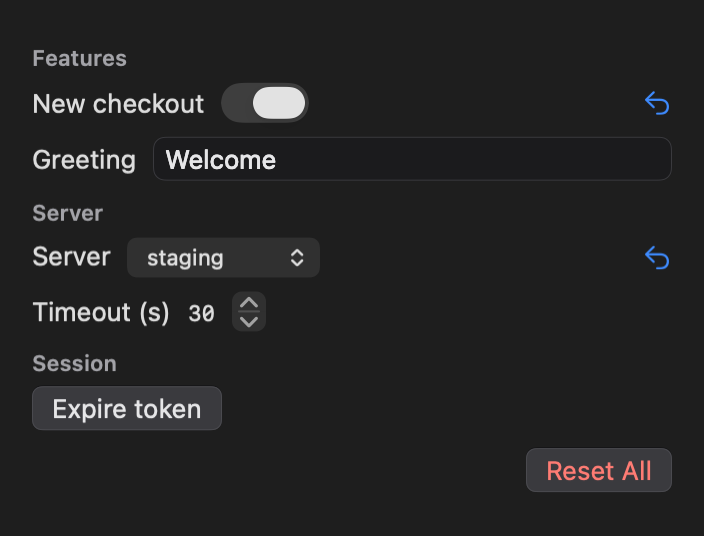 Features
New checkout
Greeting Welcome
Server
Server staging
Timeout (s) 30
Session
Expire token
Reset All